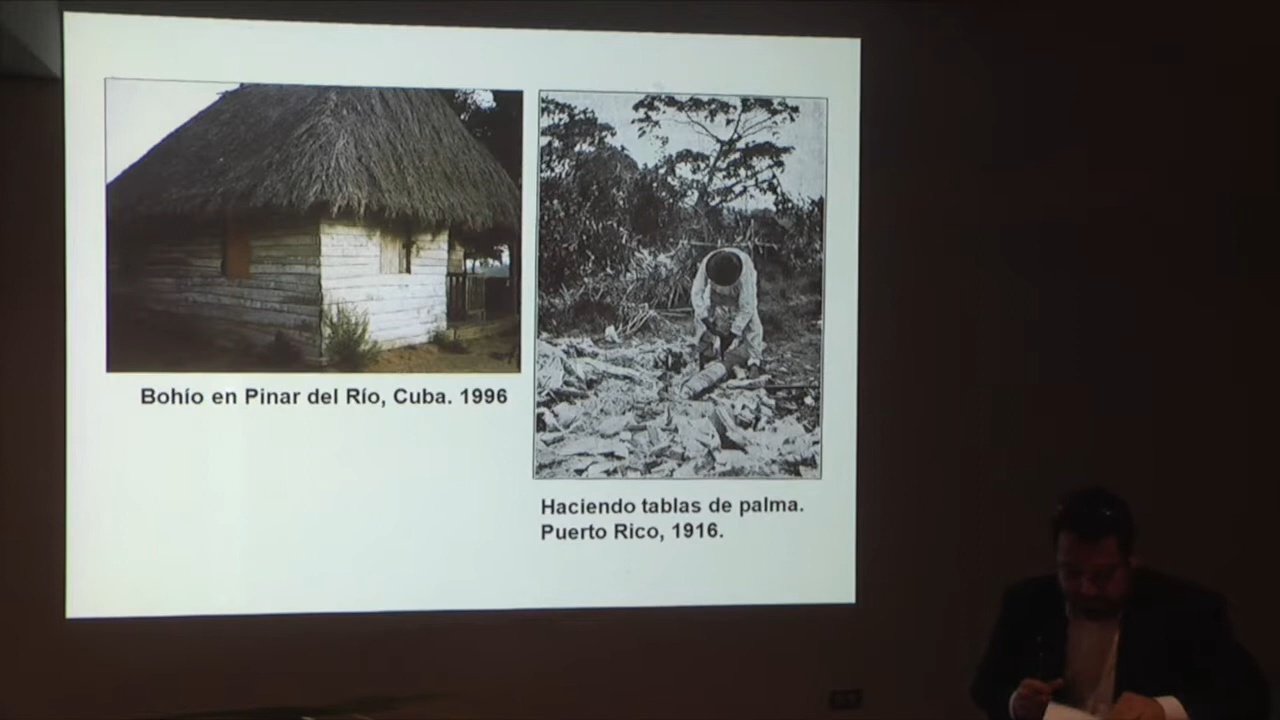 Bohío en Pinar del Río, Cuba. 1996
Haciendo tablas de palma.
Puerto Rico, 1916.